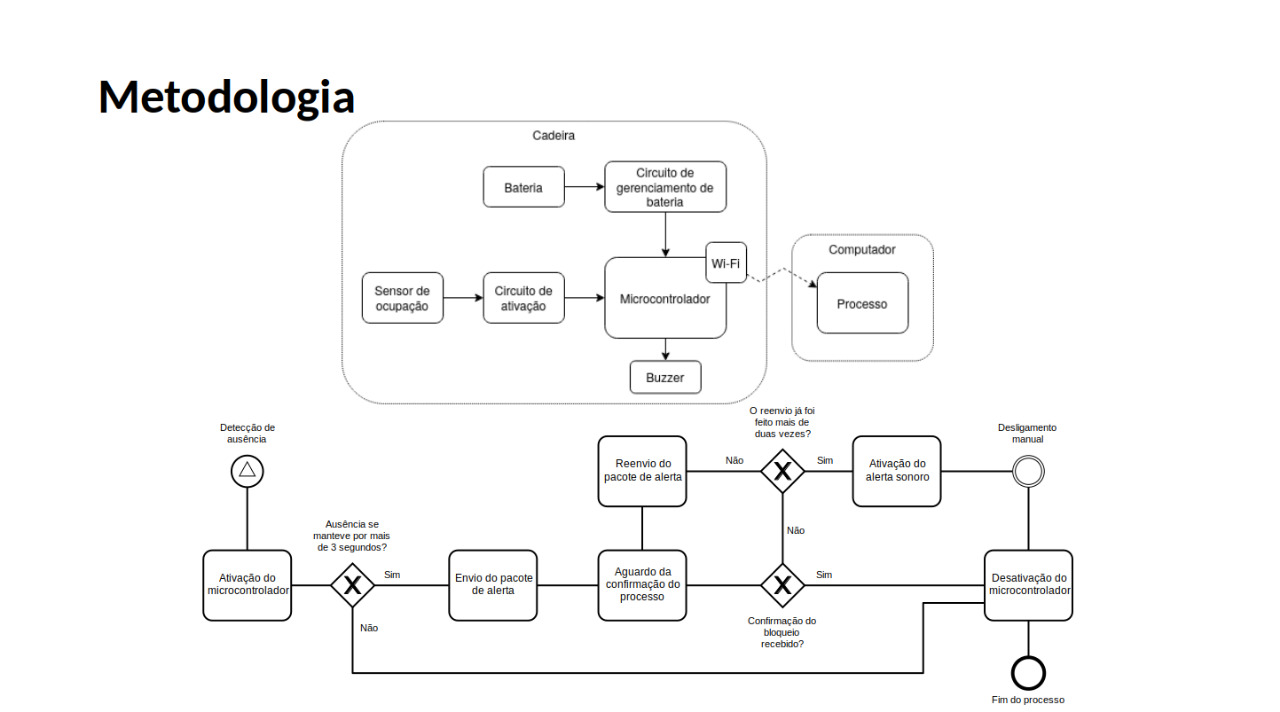 Metodologia
Cadeira
Bateria
Circuito de
gerenciamento de
bateria
Wi-Fi
Computador
Sensor de
ocupação
Circuito de
ativação
Microcontrolador
Processo
Buzzer
Detecção de
ausência
O reenvio já foi
feito mais de
duas vezes?
Desligamento
manual
Reenvio do
pacote de alerta
Não
X
Sim
Ativação do
alerta sonoro
Ausência se
manteve por mais
de 3 segundos?
Não
Ativação do
microcontrolador
X
Sim
Envio do pacote
de alerta
Aguardo da
confirmação do
processo
X
Sim
Desativação do
microcontrolador
Não
Confirmação do
bloqueio
recebido?
Fim do processo